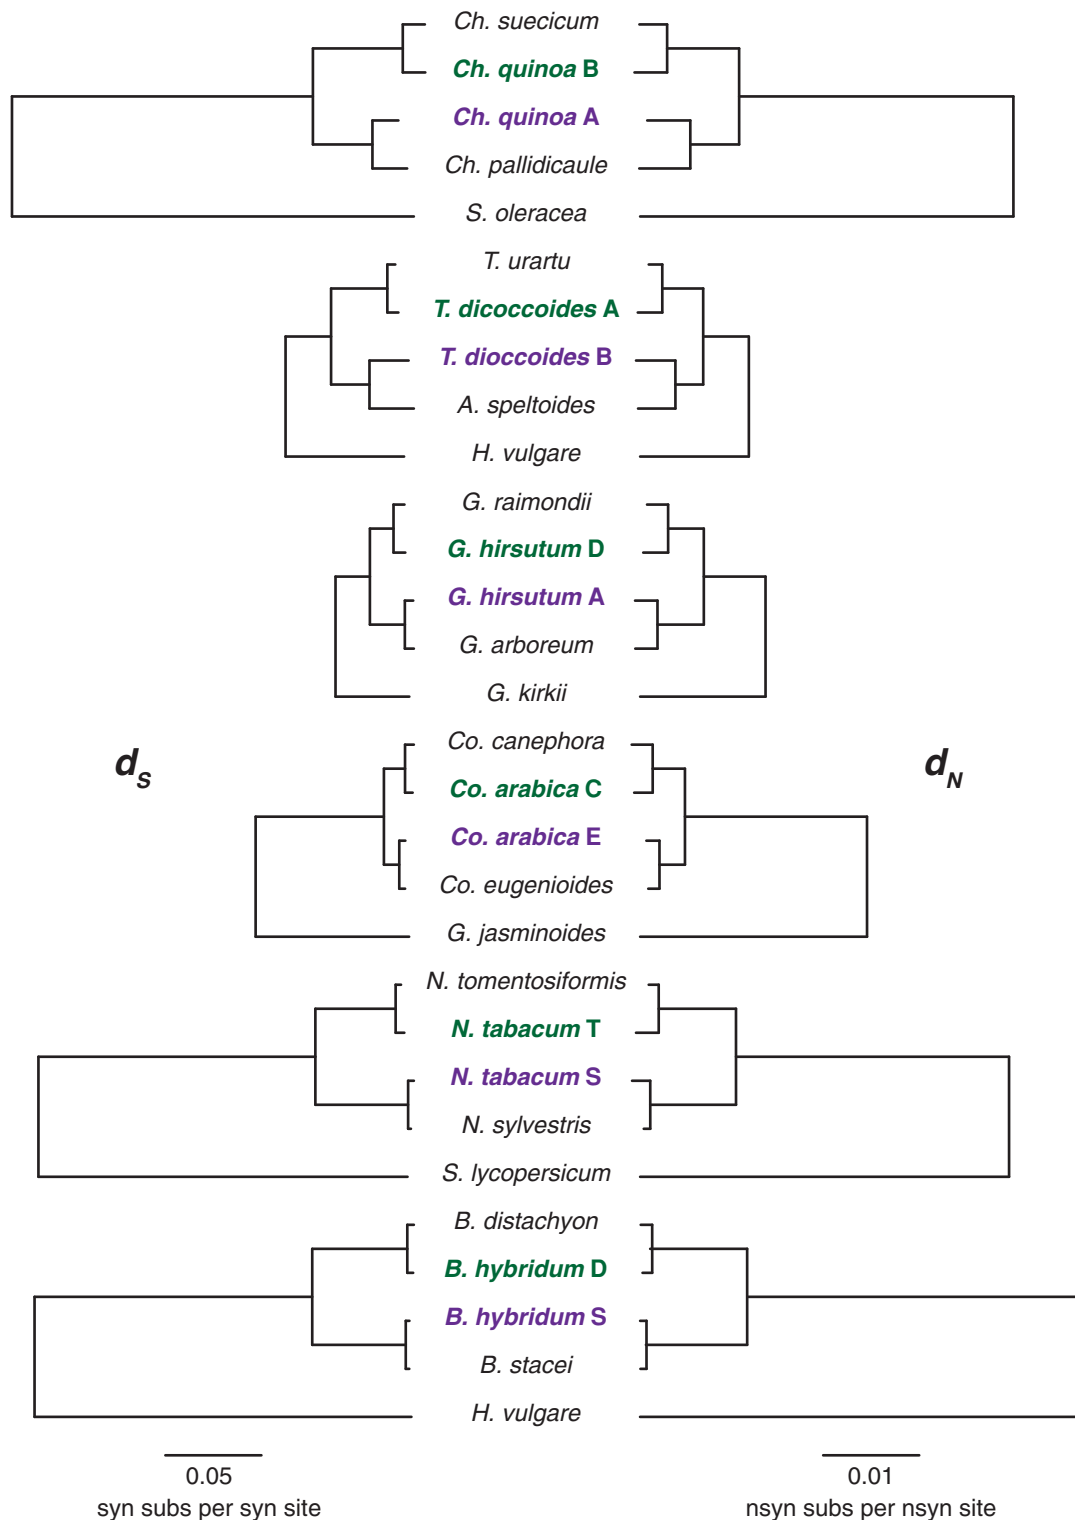 Ch. suecicum
Ch. quinoa B
Ch. quinoa A
Ch. pallidicaule
S. oleracea
T. urartu
T. dicoccoides A
T. dioccoides B
A. speltoides
H. vulgare
G. raimondii
G. hirsutum D
G. hirsutum A
G. arboreum
G. kirkii
Co. canephora
dS
dN
Co. arabica C
Co. arabica E
Co. eugenioides
G. jasminoides
N. tomentosiformis
N. tabacum T
N. tabacum S
N. sylvestris
S. lycopersicum
B. distachyon
B. hybridum D
B. hybridum S
B. stacei
H. vulgare
0.05
syn subs per syn site
0.01
nsyn subs per nsyn site